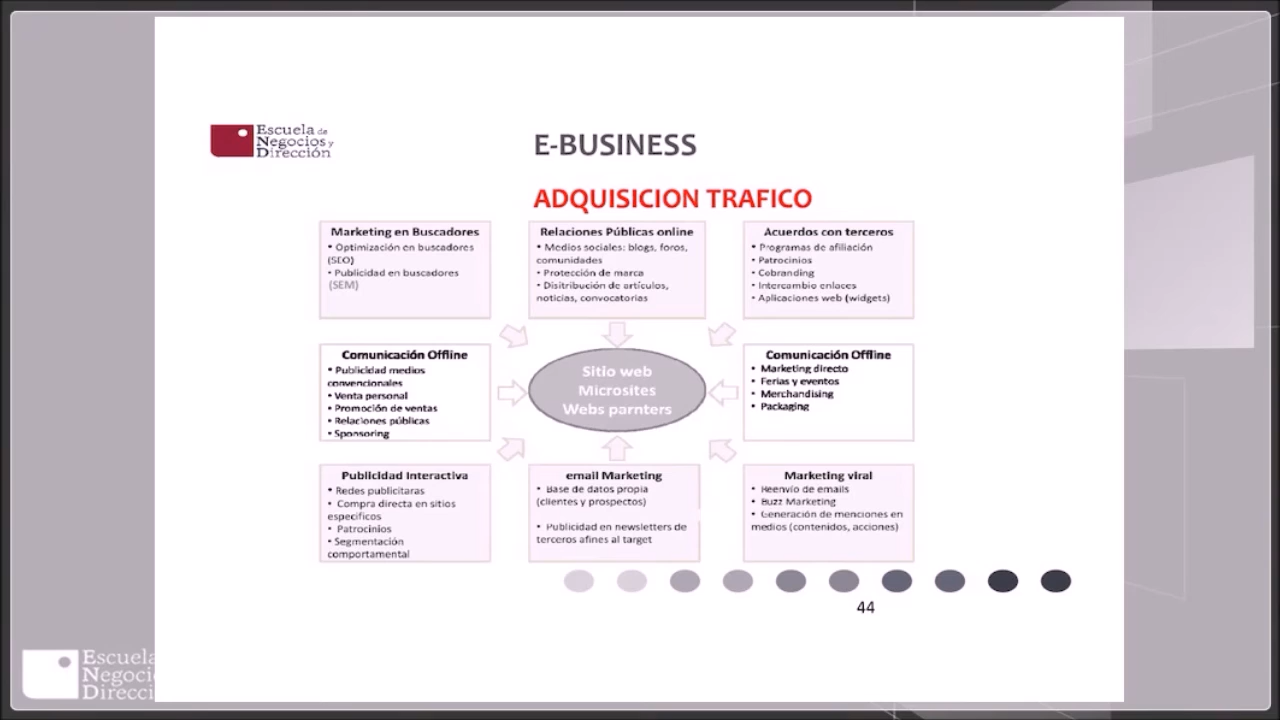 Escuela de
Negocios y
Dirección
E-BUSINESS
ADQUISICION TRAFICO
Marketing en Buscadores
• Optimización en buscadores
(SEO)
• Publicidad en buscadores
(SEM)
Relaciones Públicas online
• Medios sociales: blogs, foros,
comunidades
• Protección de marca
• Disitribución de artículos,
noticias, convocatorias
Acuerdos con terceros
• Programas de afiliación
• Patrocinios
• Cobranding
• Intercambio enlaces
• Aplicaciones web (widgets)
Comunicación Offline
• Publicidad medios
convencionales
• Venta personal
• Promoción de ventas
• Relaciones públicas
• Sponsoring
Sitio web
Microsites
Webs parnters
Comunicación Offline
• Marketing directo
• Ferias y eventos
• Merchandising
• Packaging
Publicidad Interactiva
• Redes publicitaras
• Compra directa en sitios
especificos
• Patrocinios
• Segmentación
comportamental
email Marketing
• Base de datos propia
(clientes y prospectos)
• Publicidad en newsletters de
terceros afines al target
Marketing viral
• Reenvío de emails
• Buzz Marketing
• Generación de menciones en
medios (contenidos, acciones)
44
Escuela
Negoci
Direcci